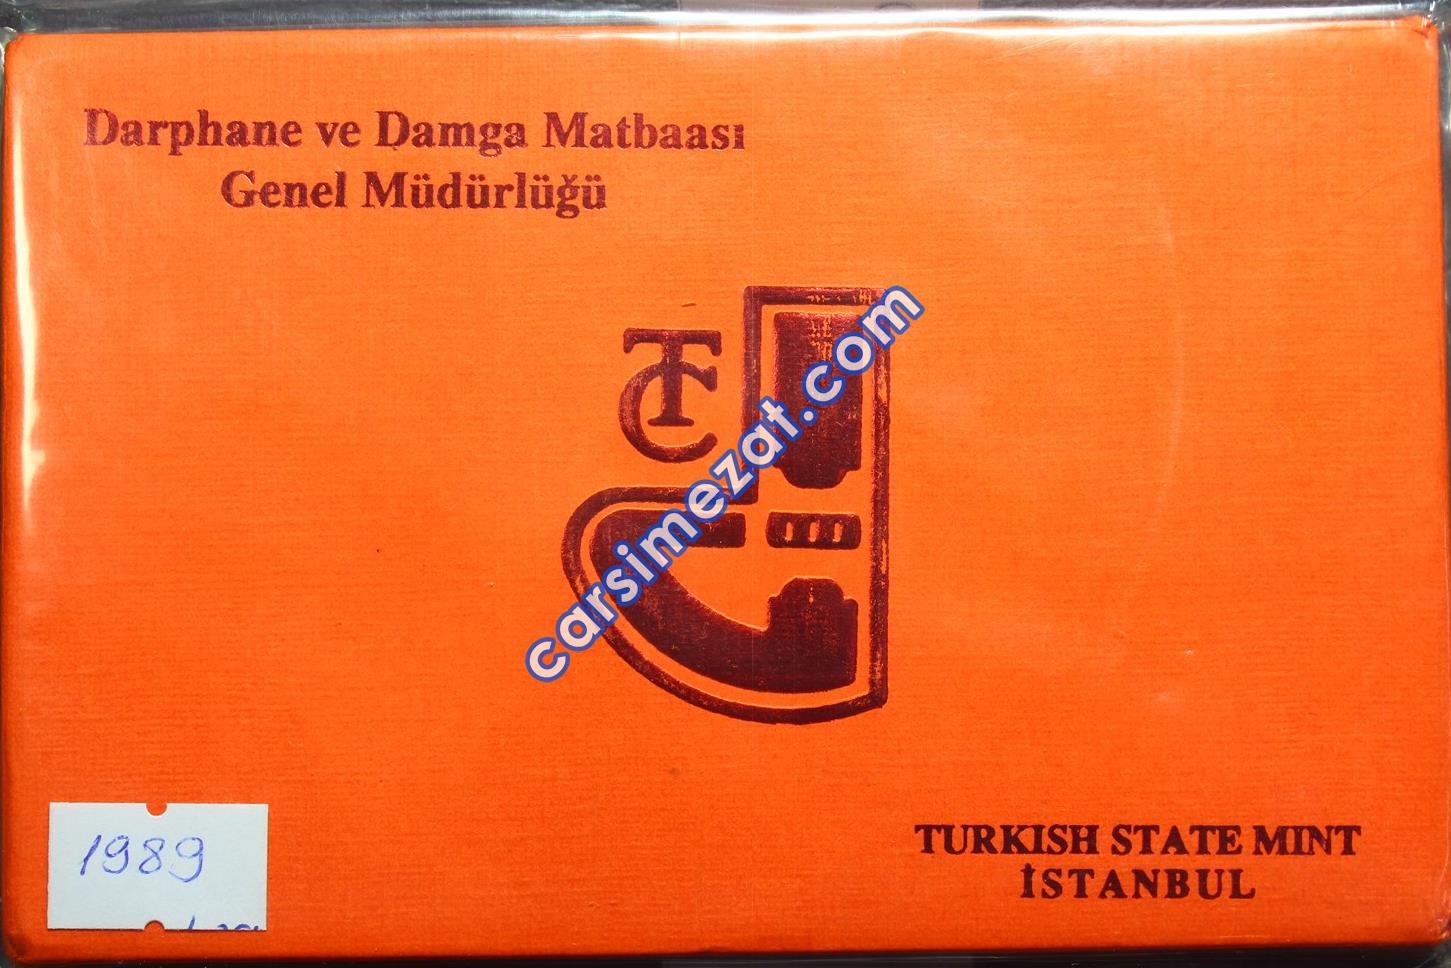 Darphane ve Damga Matbaası
Genel Müdürlüğü
TC
carsimezat.com
1989
TURKISH STATE MINT
İSTANBUL